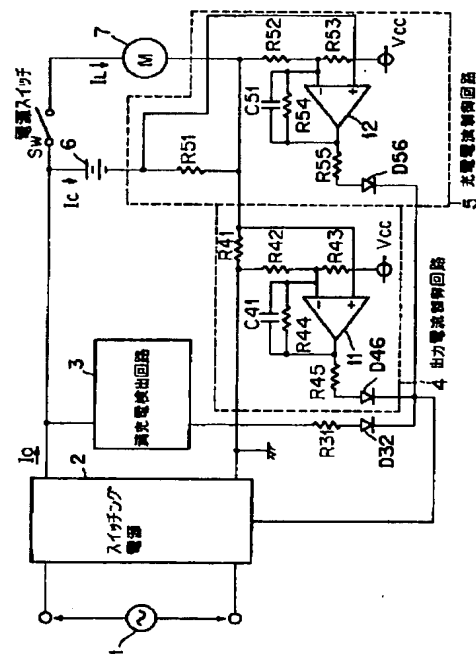 電源スイッチ
SW
7
M
IL
6
IC
IO
2
スイッチング
電源
3
満充電検出回路
1
R51
R52
R53
C51
R54
R55
12
Vcc
D56
5 充電電流制御回路
R41
R42
R43
C41
R44
R45
11
Vcc
D46
4 出力電流制御回路
R31
D32